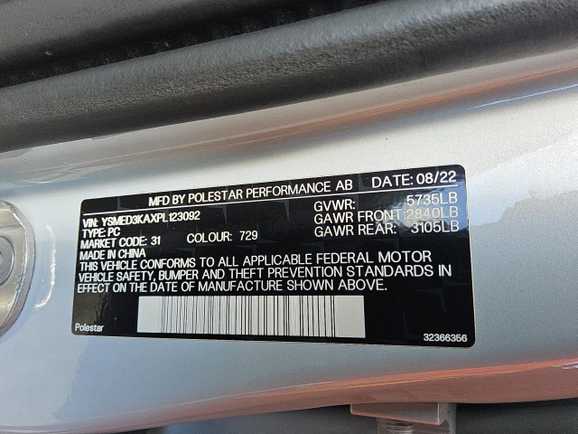 MFD BY POLESTAR PERFORMANCE AB DATE: 08/22
VIN: YSMED3KAXPL123092 GVWR: 5735LB
TYPE: PC GAWR FRONT: 2840LB
MARKET CODE: 31 COLOUR: 729 GAWR REAR: 3105LB
MADE IN CHINA
THIS VEHICLE CONFORMS TO ALL APPLICABLE FEDERAL MOTOR
VEHICLE SAFETY, BUMPER AND THEFT PREVENTION STANDARDS IN
EFFECT ON THE DATE OF MANUFACTURE SHOWN ABOVE.
Polestar 32366356